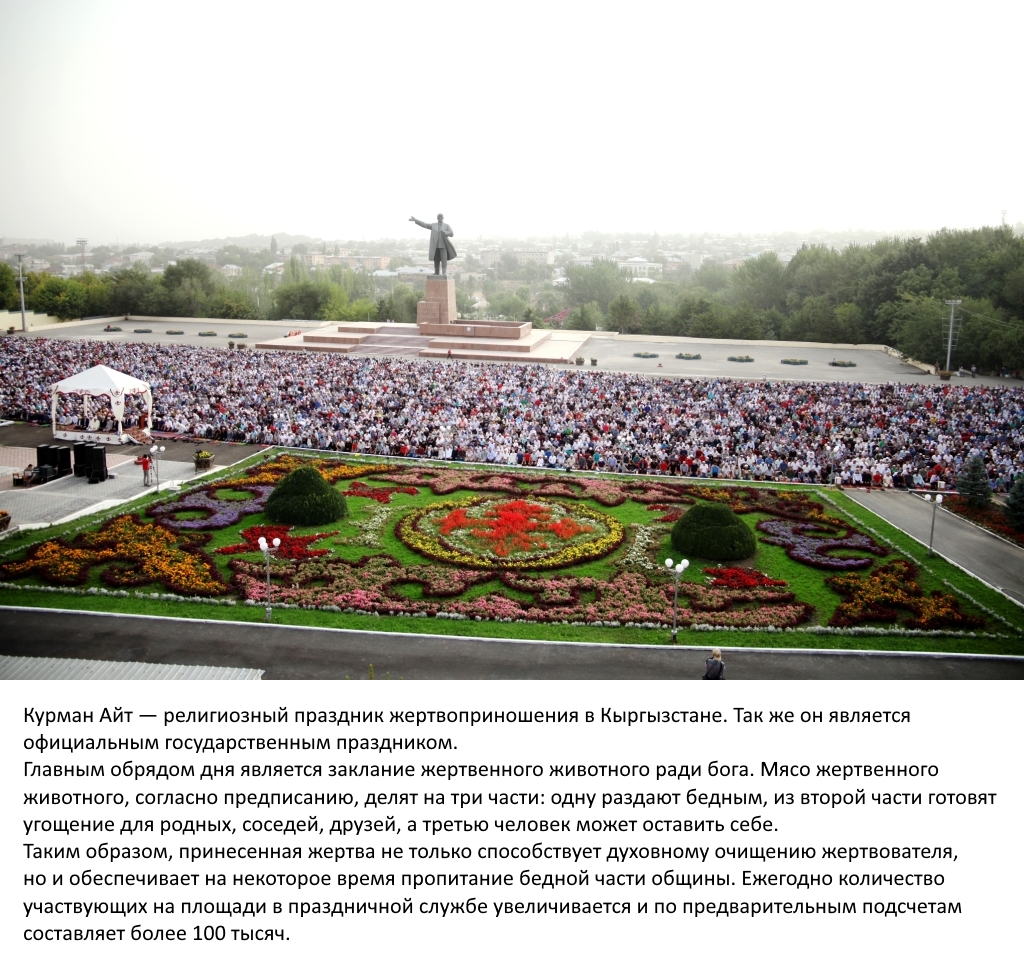 Курман Айт — религиозный праздник жертвоприношения в Кыргызстане. Так же он является
официальным государственным праздником.
Главным обрядом дня является заклание жертвенного животного ради бога. Мясо жертвенного
животного, согласно предписанию, делят на три части: одну раздают бедным, из второй части готовят
угощение для родных, соседей, друзей, а третью человек может оставить себе.
Таким образом, принесенная жертва не только способствует духовному очищению жертвователя,
но и обеспечивает на некоторое время пропитание бедной части общины. Ежегодно количество
участвующих на площади в праздничной службе увеличивается и по предварительным подсчетам
составляет более 100 тысяч.